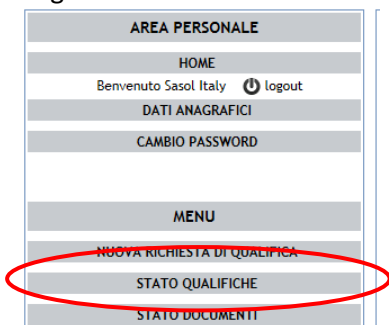 AREA PERSONALE
HOME
Benvenuto Sasol Italy logout
DATI ANAGRAFICI
CAMBIO PASSWORD
MENU
NUOVA RICHIESTA DI QUALIFICA
STATO QUALIFICHE
STATO DOCUMENTI